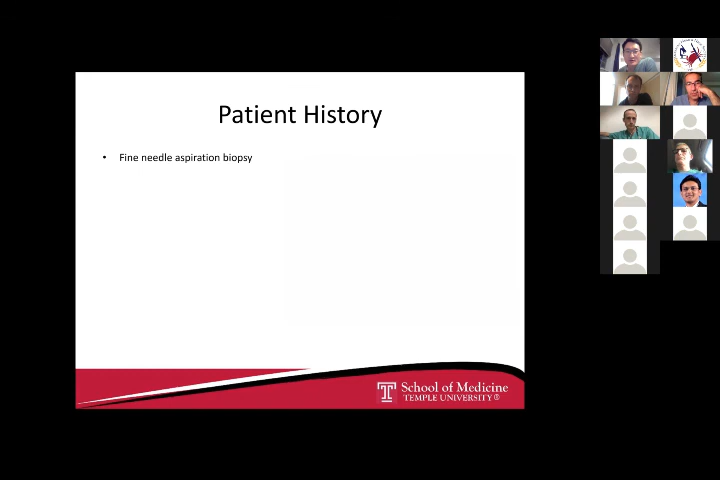 Patient History
• Fine needle aspiration biopsy
School of Medicine
TEMPLE UNIVERSITY®